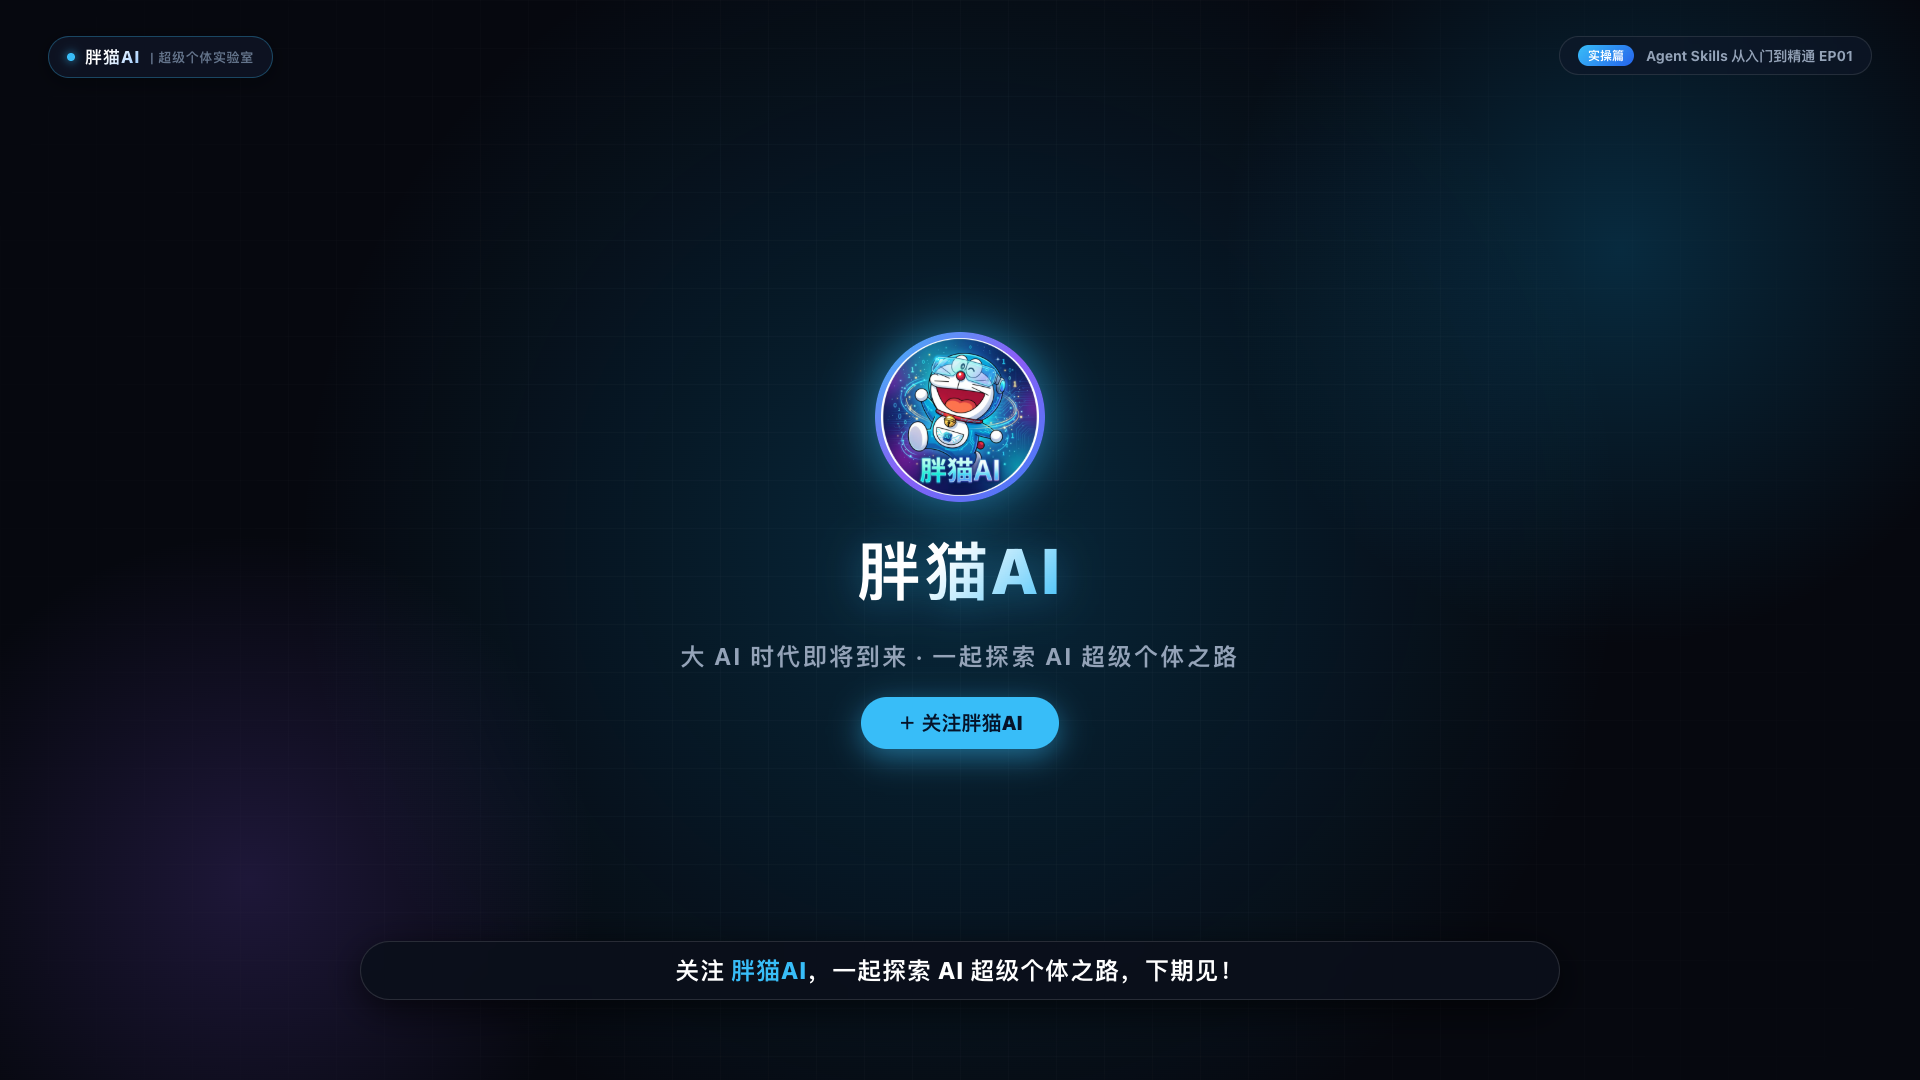 胖猫AI | 超级个体实验室
实操篇 Agent Skills 从入门到精通 EP01
胖猫AI
胖猫AI
大 AI 时代即将到来 · 一起探索 AI 超级个体之路
+ 关注胖猫AI
关注 胖猫AI，一起探索 AI 超级个体之路，下期见！